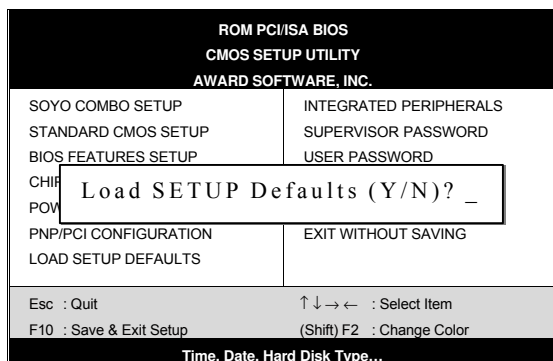 ROM PCI/ISA BIOS
CMOS SETUP UTILITY
AWARD SOFTWARE, INC.
SOYO COMBO SETUP
STANDARD CMOS SETUP
BIOS FEATURES SETUP
PNP/PCI CONFIGURATION
LOAD SETUP DEFAULTS
INTEGRATED PERIPHERALS
SUPERVISOR PASSWORD
USER PASSWORD
EXIT WITHOUT SAVING
Load SETUP Defaults (Y/N)? _
Esc : Quit
↑↓→← : Select Item
F10 : Save & Exit Setup
(Shift) F2 : Change Color
Time, Date, Hard Disk Type…